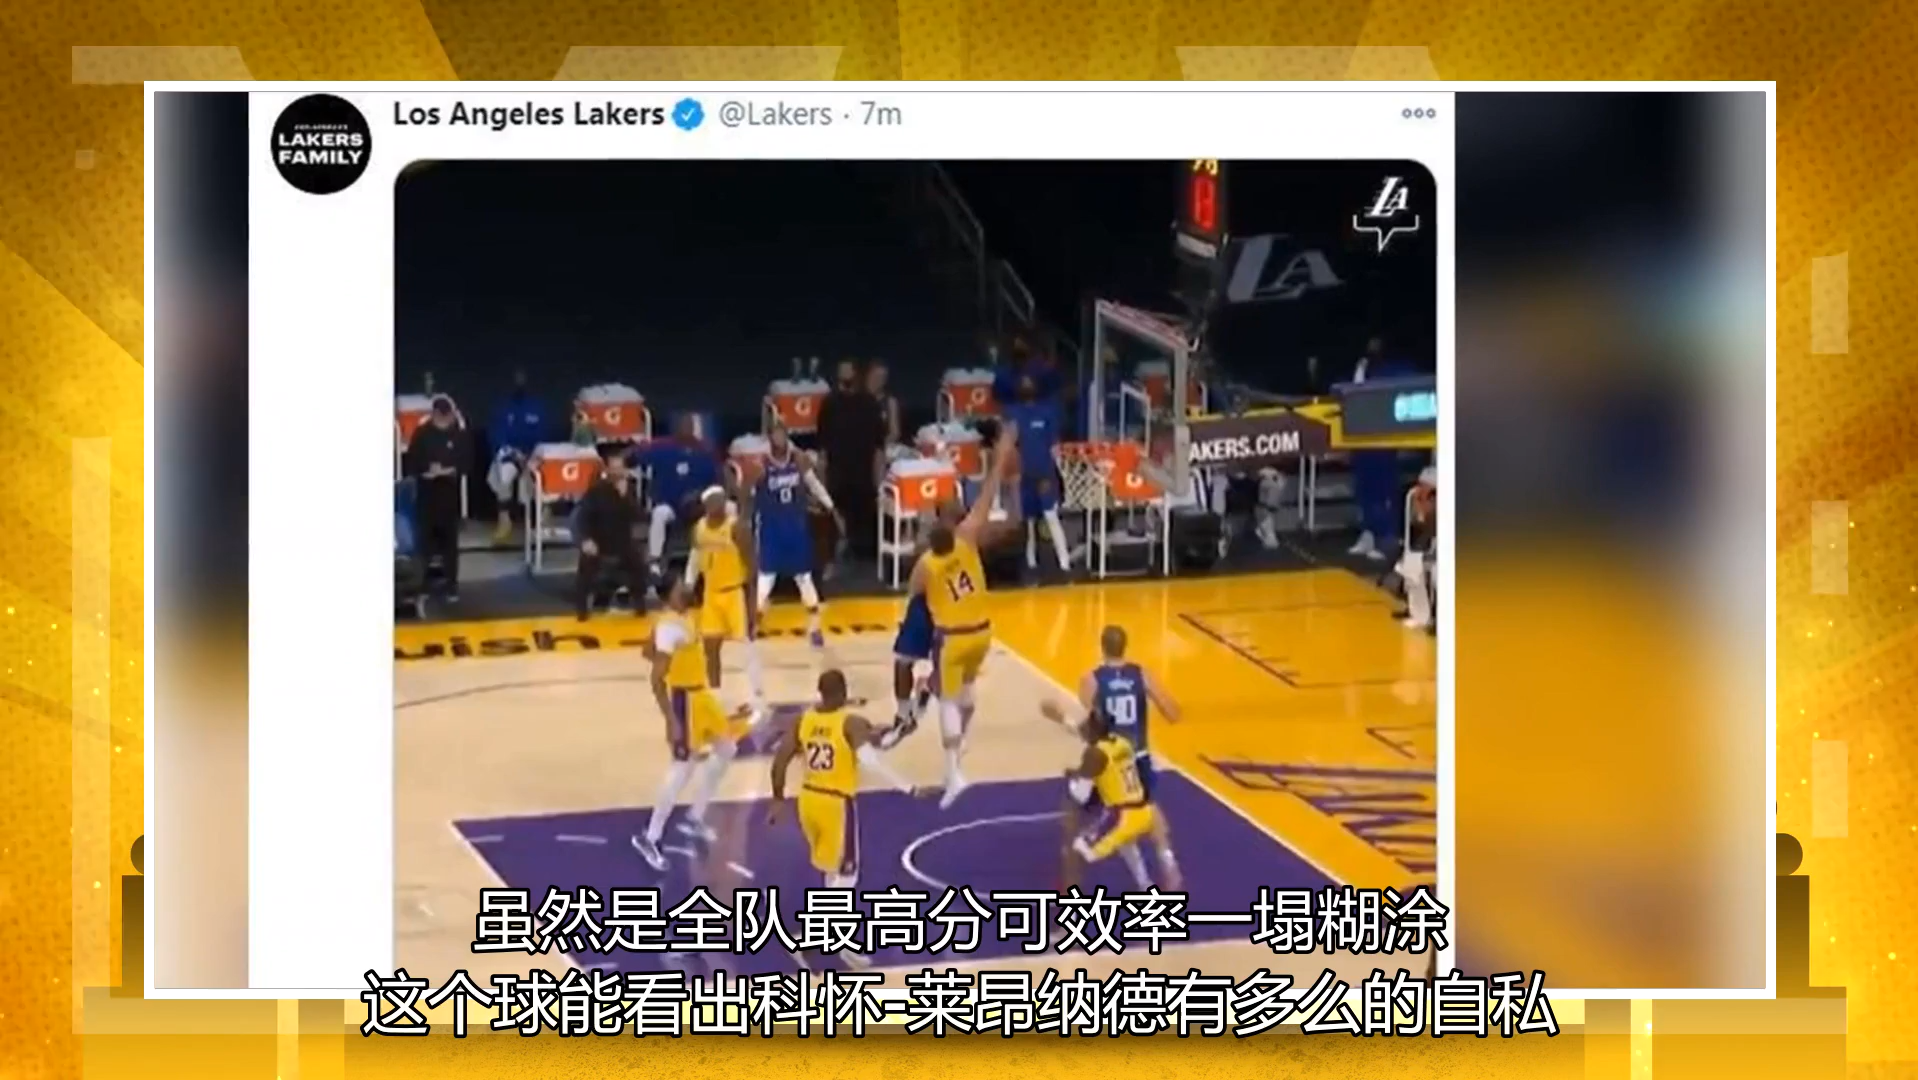 Los Angeles Lakers @Lakers · 7m
LAKERS
FAMILY
LA
LA
AKERS.COM
G
G
G
G
G
14
40
23
虽然是全队最高分可效率一塌糊涂
这个球能看出科怀-莱昂纳德有多么的自私